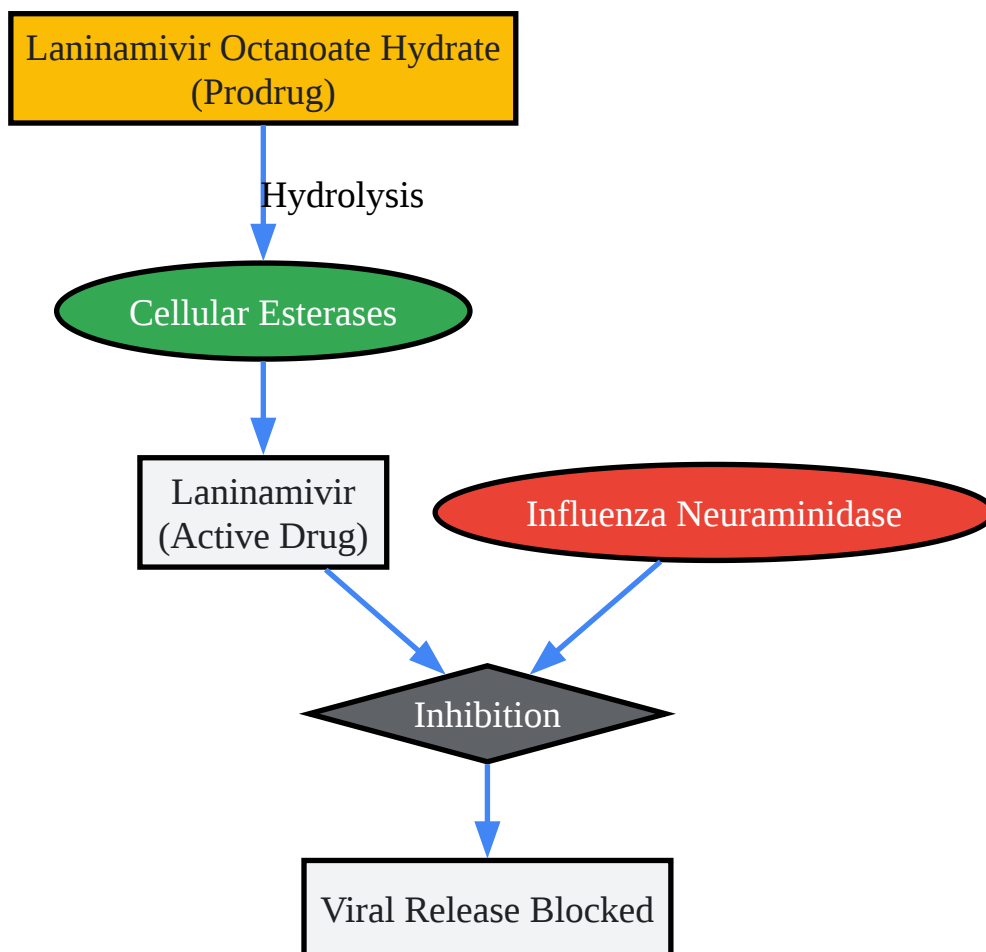 Laninamivir Octanoate Hydrate
(Prodrug)
Hydrolysis
Cellular Esterases
Laninamivir
(Active Drug)
Influenza Neuraminidase
Inhibition
Viral Release Blocked